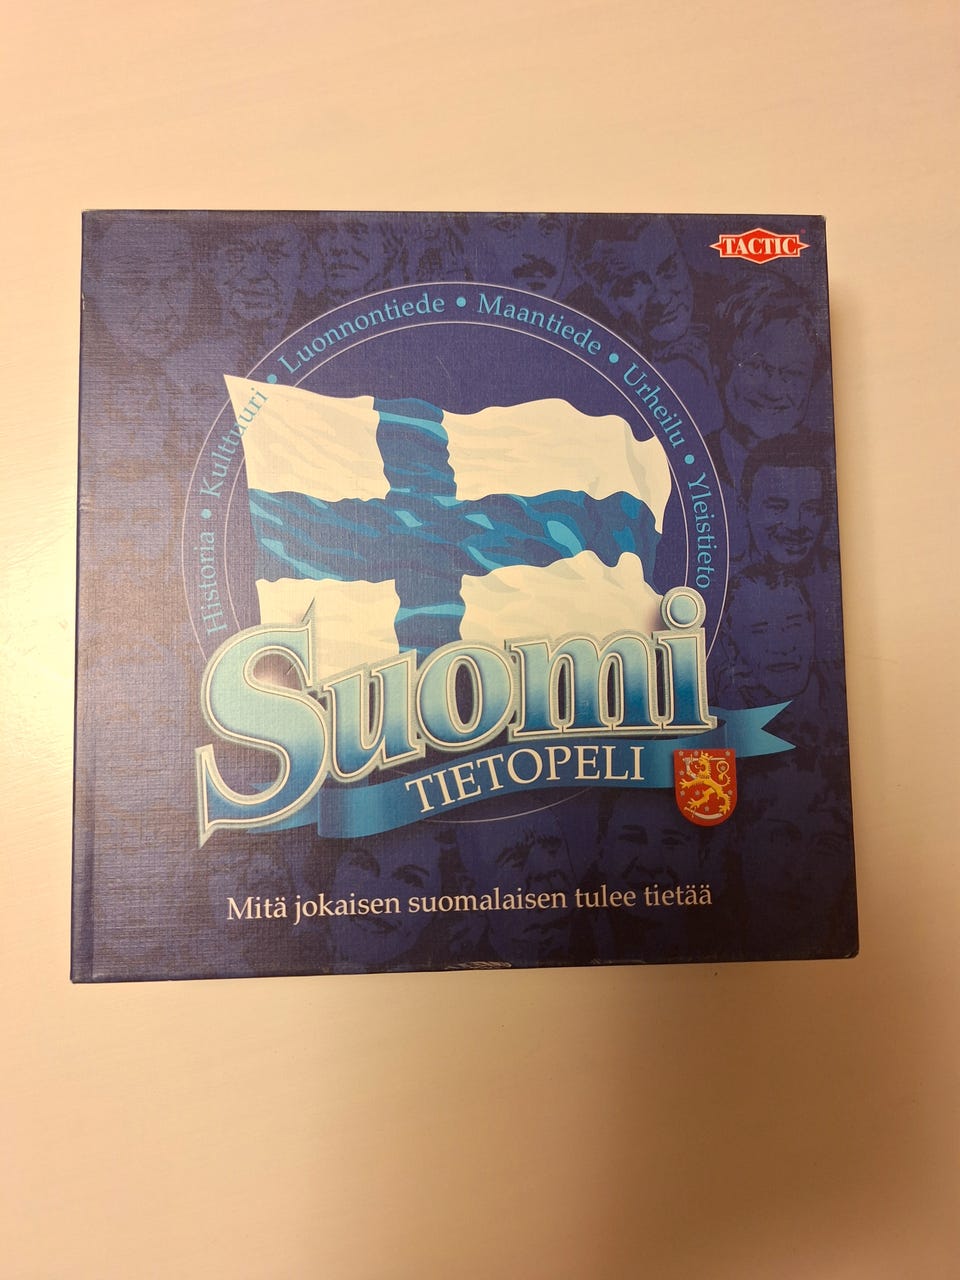 TACTIC
Historia • Kulttuuri • Luonnontiede • Maantiede • Urheilu • Yleistieto
Suomi
TIETOPELI
Mitä jokaisen suomalaisen tulee tietää